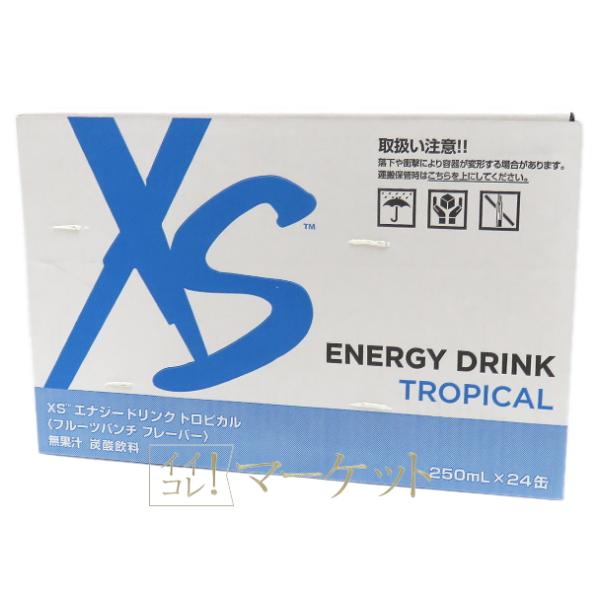 XS™
取扱い注意!!
落下や衝撃により容器が変形する場合があります。
運搬保管時はこちらを上にしてください。
ENERGY DRINK
TROPICAL
XS™ エナジードリンク トロピカル
〈フルーツパンチ フレーバー〉
無果汁 炭酸飲料
250mL×24缶
イイコレ!マーケット